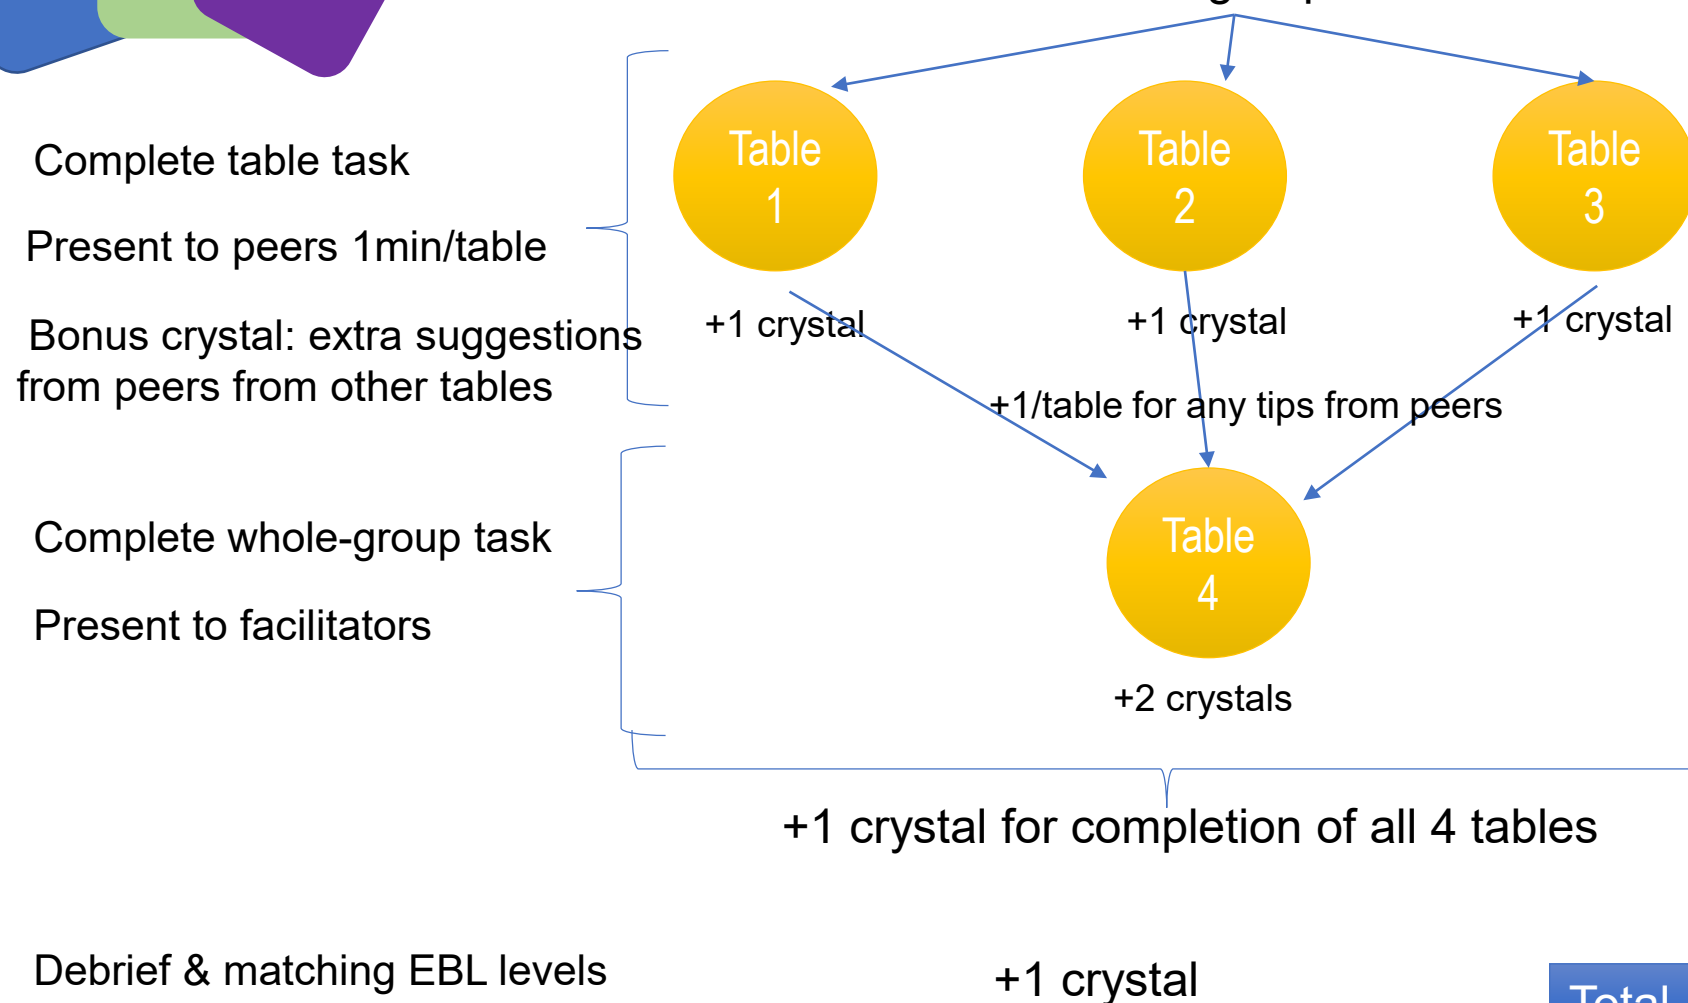 Complete table task
Present to peers 1min/table
Bonus crystal: extra suggestions
from peers from other tables
Table
1
Table
2
Table
3
+1 crystal
+1 crystal
+1 crystal
+1/table for any tips from peers
Complete whole-group task
Present to facilitators
Table
4
+2 crystals
+1 crystal for completion of all 4 tables
Debrief & matching EBL levels
+1 crystal
Total